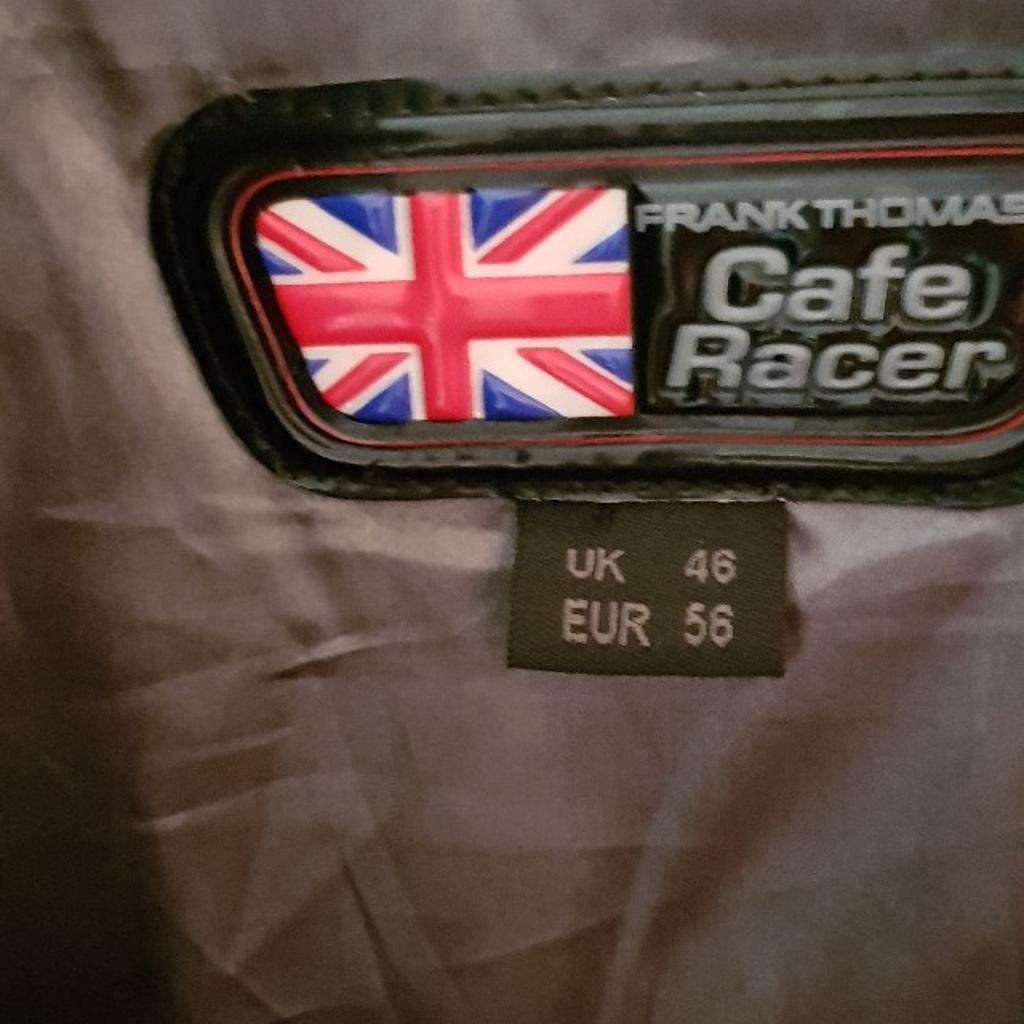 FRANK THOMAS
Cafe
Racer
UK 46
EUR 56